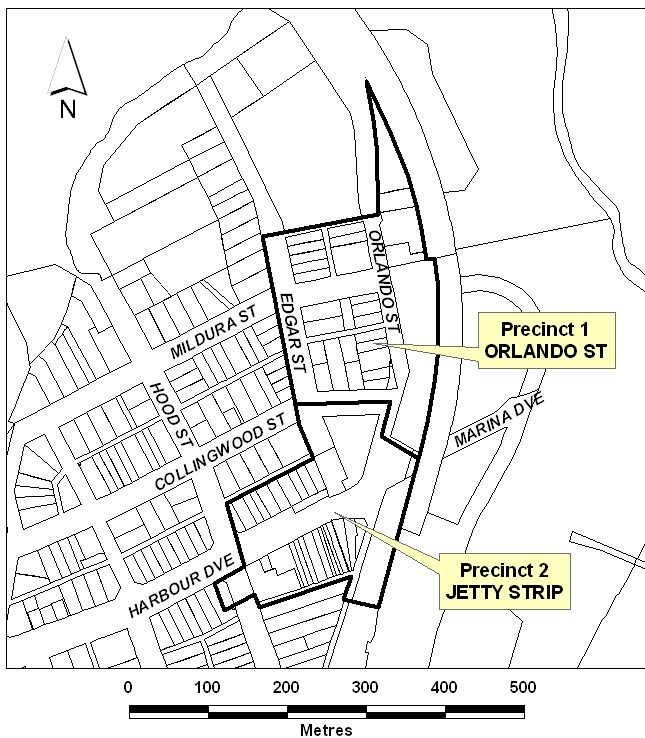 N
ORLANDO ST
EDGAR ST
MILDURA ST
Precinct 1
ORLANDO ST
HOOD ST
MARINA DVE
COLLINGWOOD ST
HARBOUR DVE
Precinct 2
JETTY STRIP
0 100 200 300 400 500
Metres